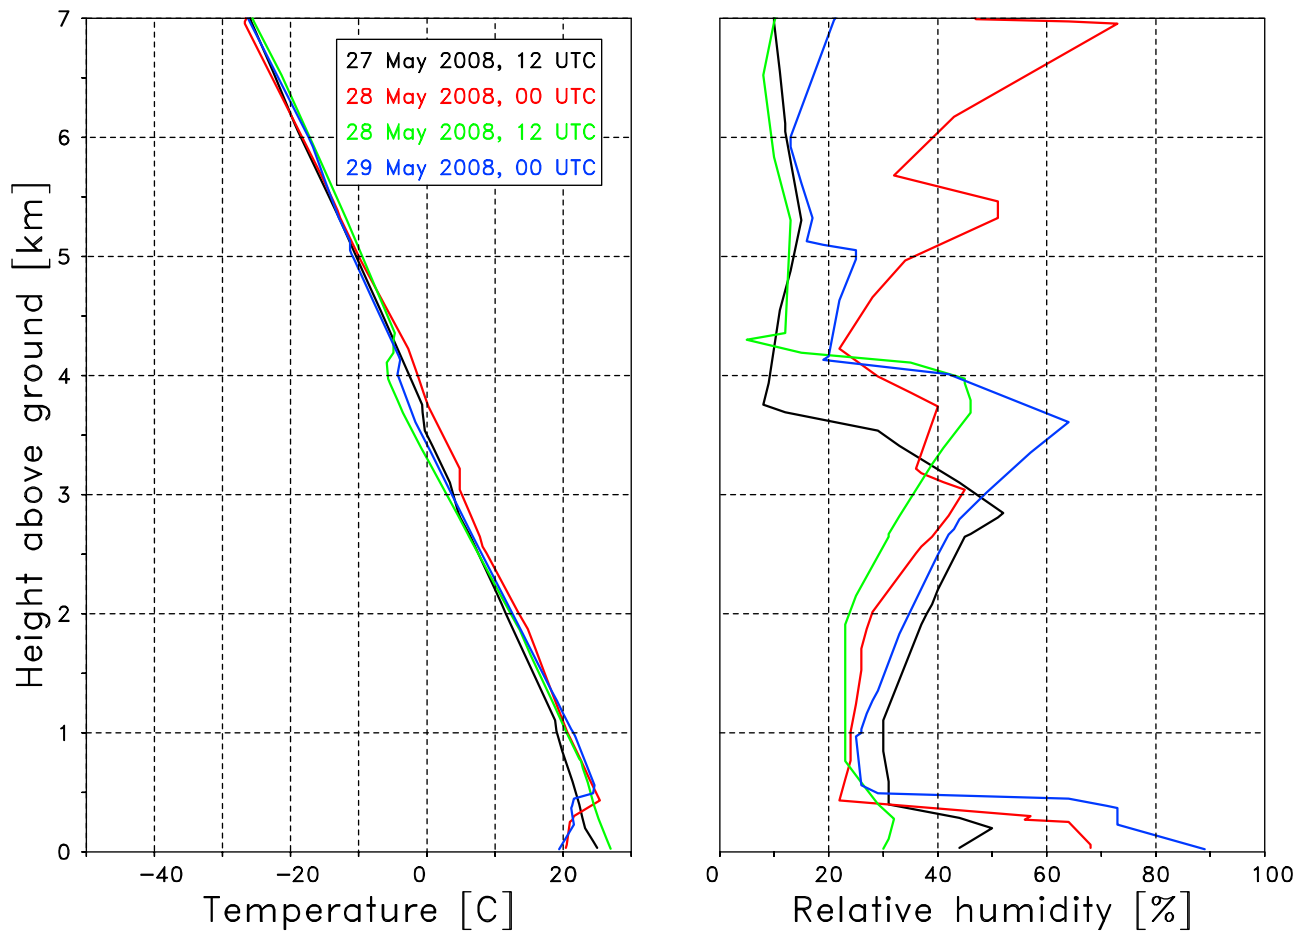 7
6
5
4
3
2
1
0
Height above ground [km]
27 May 2008, 12 UTC
28 May 2008, 00 UTC
28 May 2008, 12 UTC
29 May 2008, 00 UTC
−40 −20 0 20
Temperature [C]
0 20 40 60 80 100
Relative humidity [%]